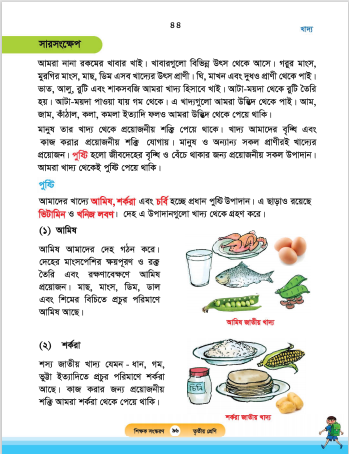 ৪৪
খাদ্য
সারসংক্ষেপ
আমরা নানা রকমের খাবার খাই। খাবারগুলো বিভিন্ন উৎস থেকে আসে। গরুর মাংস,
মুরগির মাংস, মাছ, ডিম এসব খাদ্যের উৎস প্রাণী। ঘি, মাখন এবং দুধও প্রাণী থেকে পাই।
ভাত, আলু, রুটি এবং শাকসবজি আমরা খাদ্য হিসাবে খাই। আটা-ময়দা থেকে রুটি তৈরি
হয়। আটা-ময়দা পাওয়া যায় গম থেকে। এ খাদ্যগুলো আমরা উদ্ভিদ থেকে পাই। আম,
জাম, কাঁঠাল, কলা, কমলা ইত্যাদি ফলও আমরা উদ্ভিদ থেকে পেয়ে থাকি।
মানুষ তার খাদ্য থেকে প্রয়োজনীয় শক্তি পেয়ে থাকে। খাদ্য আমাদের বৃদ্ধি এবং
কাজ করার প্রয়োজনীয় শক্তি যোগায়। মানুষ ও অন্যান্য সকল প্রাণীরই খাদ্যের
প্রয়োজন। পুষ্টি হলো জীবদেহের বৃদ্ধি ও বেঁচে থাকার জন্য প্রয়োজনীয় সকল উপাদান।
আমরা খাদ্য থেকেই পুষ্টি পেয়ে থাকি।
পুষ্টি
আমাদের খাদ্যে আমিষ, শর্করা এবং চর্বি হচ্ছে প্রধান পুষ্টি উপাদান। এ ছাড়াও রয়েছে
ভিটামিন ও খনিজ লবণ। দেহ এ উপাদানগুলো খাদ্য থেকে গ্রহণ করে।
(১) আমিষ
আমিষ আমাদের দেহ গঠন করে।
দেহের মাংসপেশির ক্ষয়পূরণ ও রক্ত
তৈরি এবং রক্ষণাবেক্ষণে আমিষ
প্রয়োজন। মাছ, মাংস, ডিম, ডাল
এবং শিমের বিচিতে প্রচুর পরিমাণে
আমিষ আছে।
আমিষ জাতীয় খাদ্য
(২) শর্করা
শস্য জাতীয় খাদ্য যেমন - ধান, গম,
ভুট্টা ইত্যাদিতে প্রচুর পরিমাণে শর্করা
আছে। কাজ করার জন্য প্রয়োজনীয়
শক্তি আমরা শর্করা থেকে পেয়ে থাকি।
শর্করা জাতীয় খাদ্য
শিক্ষক সংস্করণ
তৃতীয় শ্রেণি